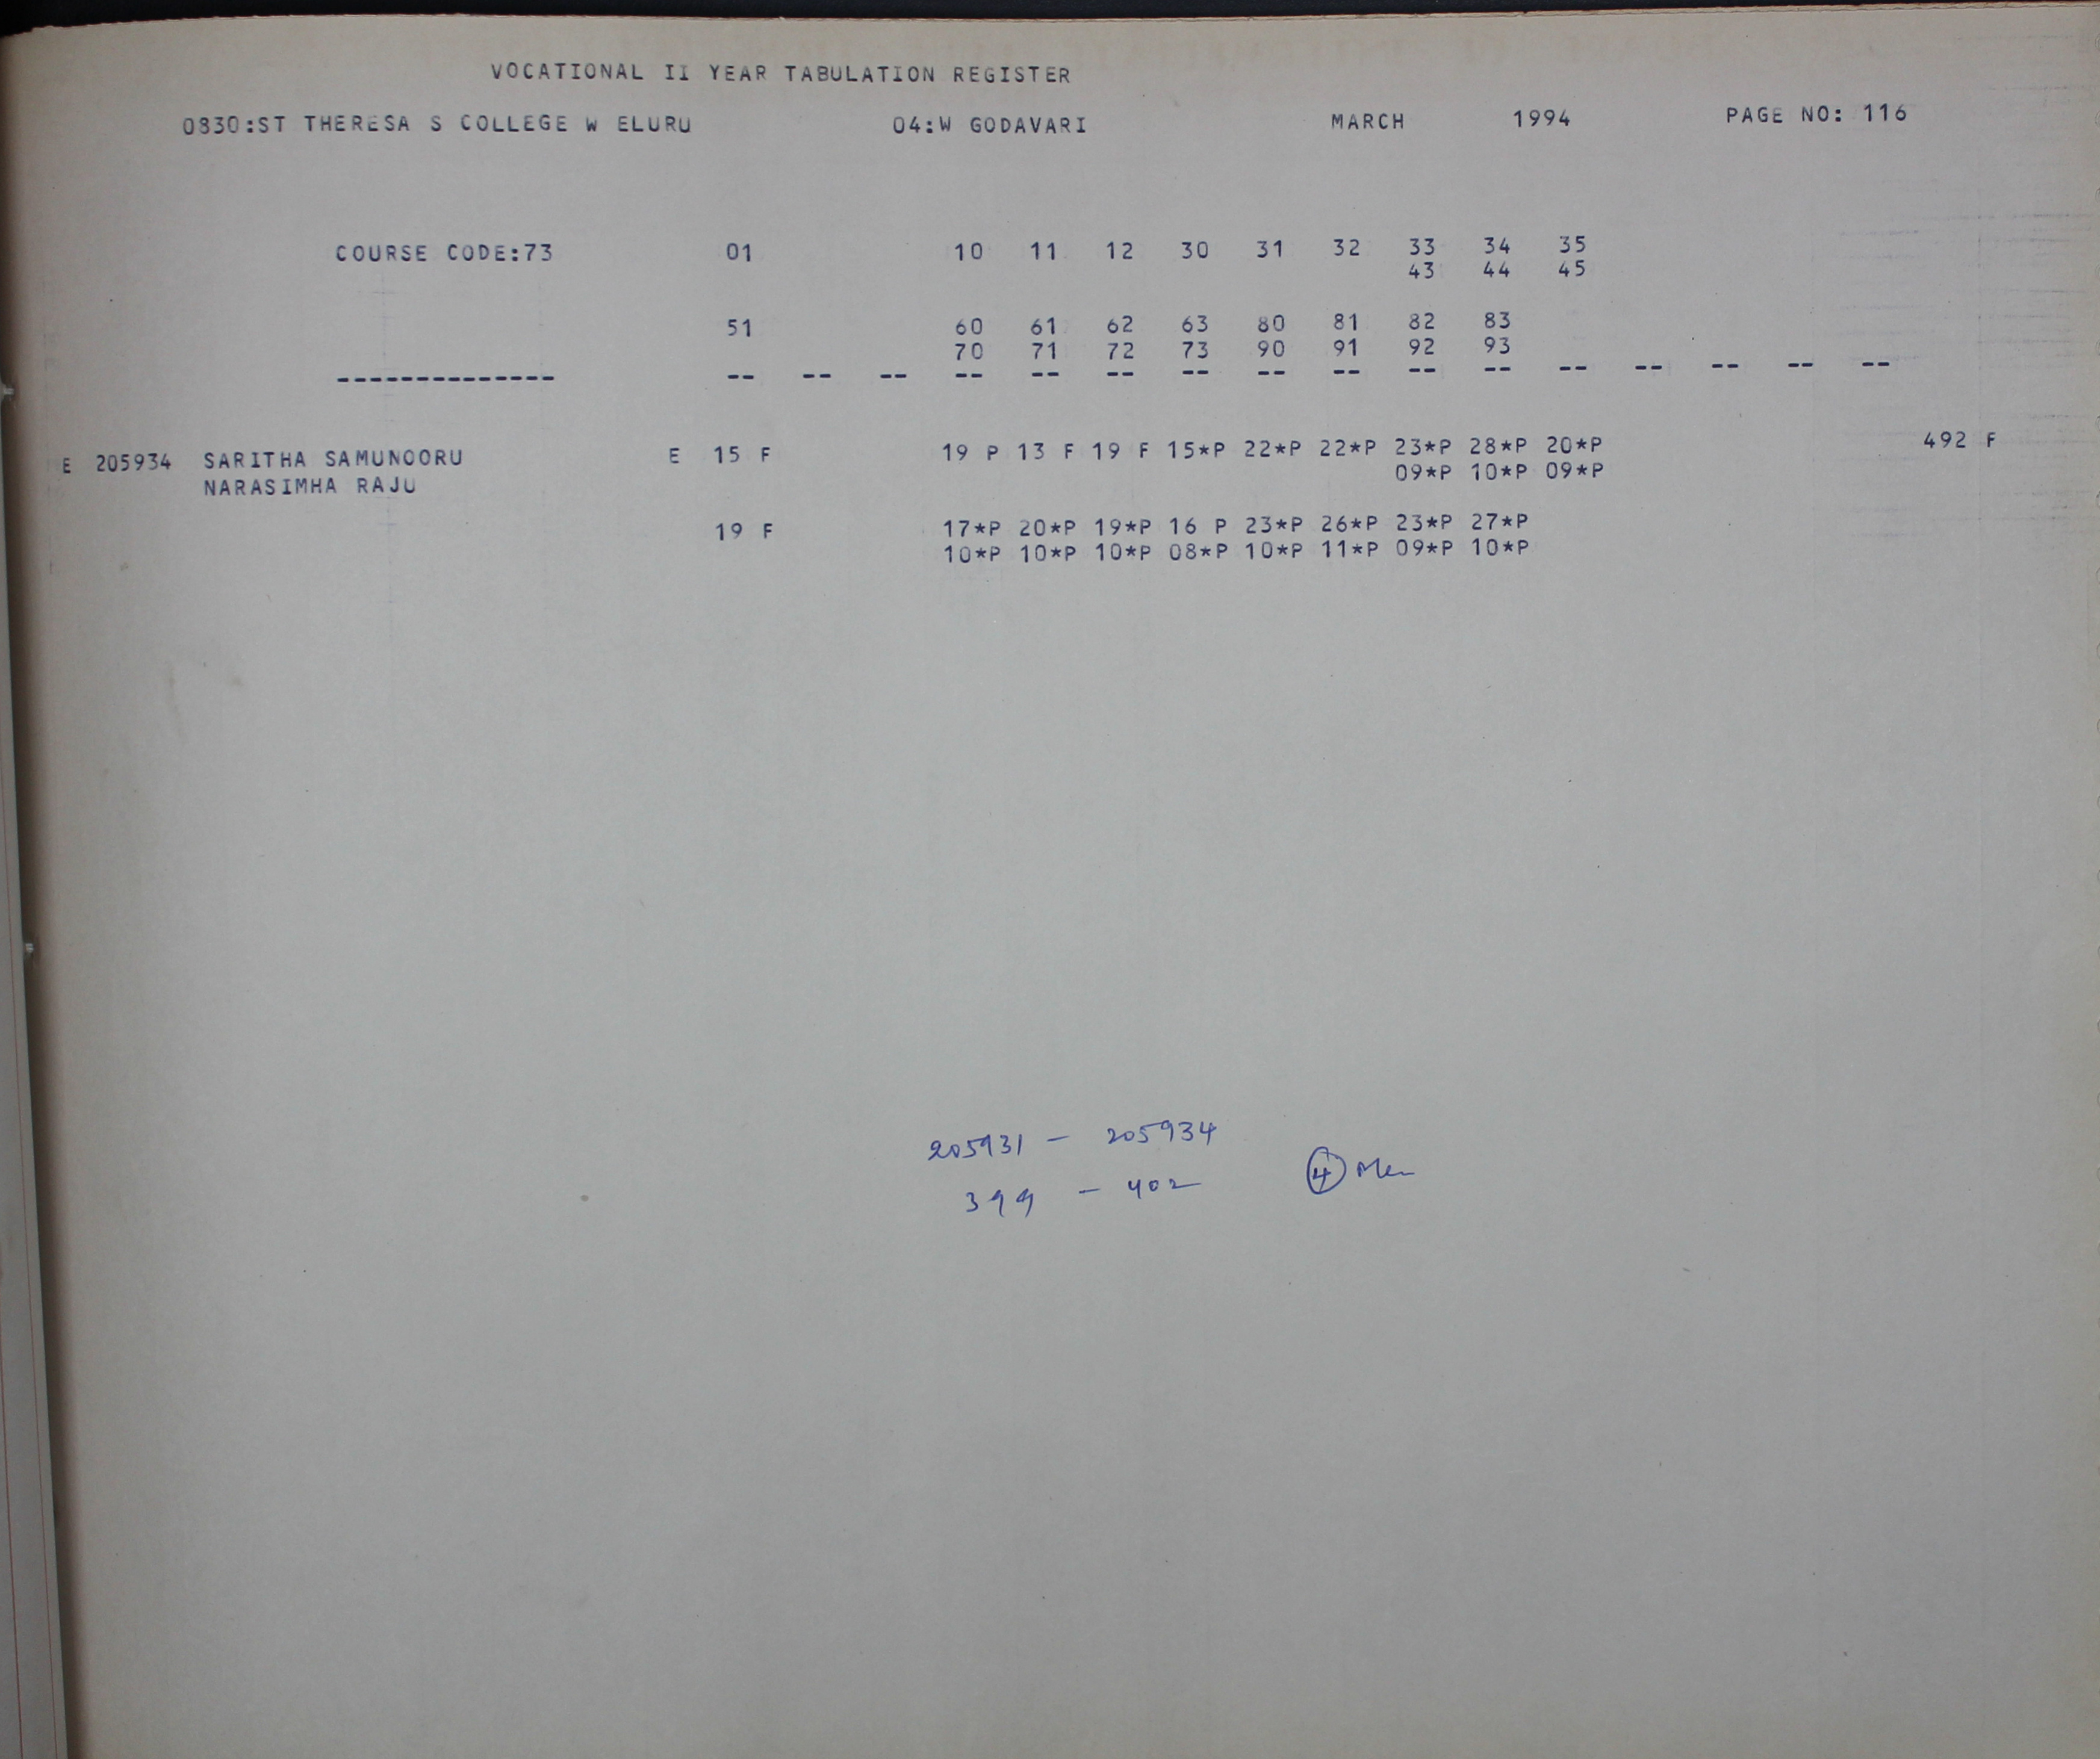 VOCATIONAL II YEAR TABULATION REGISTER
0830:ST THERESA S COLLEGE W ELURU 04:W GODAVARI MARCH 1994 PAGE NO: 116
COURSE CODE:73 01 10 11 12 30 31 32 33 34 35
43 44 45
51 60 61 62 63 80 81 82 83
70 71 72 73 90 91 92 93
-------------- -- -- -- -- -- -- -- -- -- -- -- -- -- -- -- --
E 205934 SARITHA SAMUNOORU E 15 F 19 P 13 F 19 F 15*P 22*P 22*P 23*P 28*P 20*P 492 F
NARASIMHA RAJU 09*P 10*P 09*P
19 F 17*P 20*P 19*P 16 P 23*P 26*P 23*P 27*P
10*P 10*P 10*P 08*P 10*P 11*P 09*P 10*P
205931 - 205934
399 - 402 4